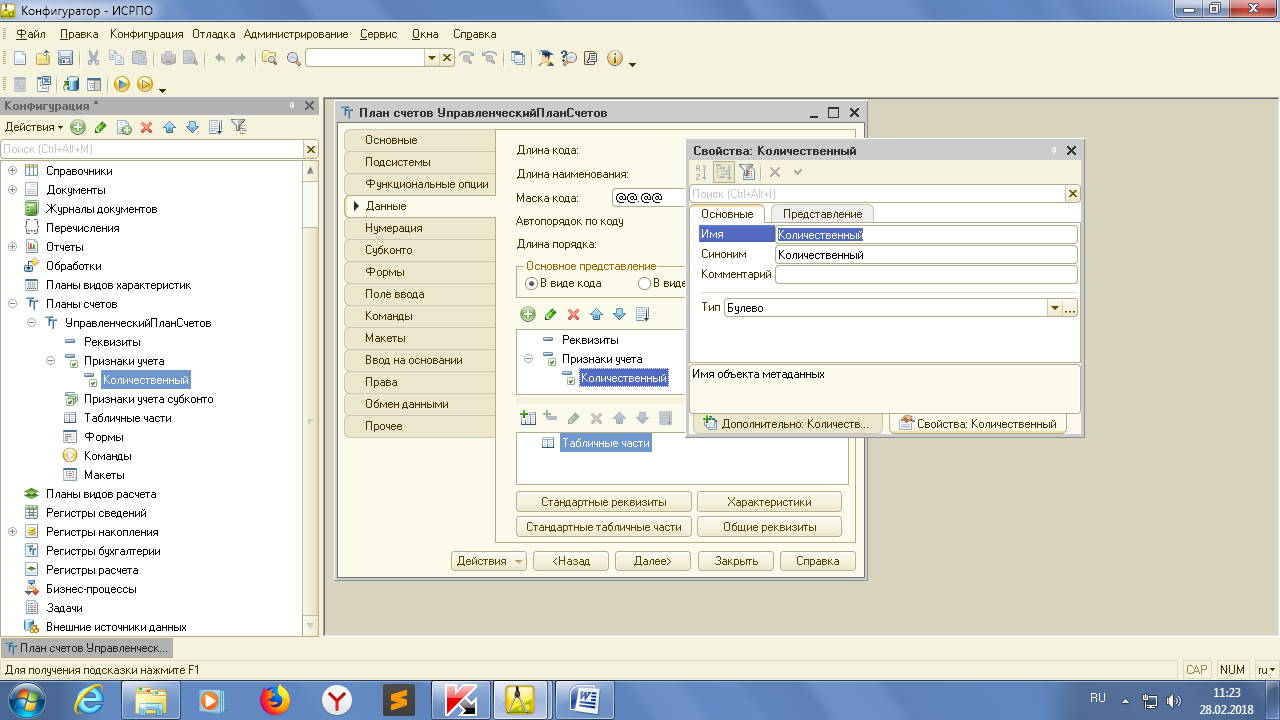 Конфигуратор - ИСРПО
Файл Правка Конфигурация Отладка Администрирование Сервис Окна Справка
Конфигурация *
Действия
Поиск (Ctrl+Alt+M)
Справочники
Документы
Журналы документов
Перечисления
Отчеты
Обработки
Планы видов характеристик
Планы счетов
УправленческийПланСчетов
Реквизиты
Признаки учета
Количественный
Признаки учета субконто
Табличные части
Формы
Команды
Макеты
Планы видов расчета
Регистры сведений
Регистры накопления
Регистры бухгалтерии
Регистры расчета
Бизнес-процессы
Задачи
Внешние источники данных
План счетов УправленческийПланСчетов
Основные
Подсистемы
Функциональные опции
Данные
Нумерация
Субконто
Формы
Поле ввода
Команды
Макеты
Ввод на основании
Права
Обмен данными
Прочее
Длина кода:
Длина наименования:
Маска кода: @@.@@
Автопорядок по коду
Длина порядка:
Основное представление
В виде кода В виде
Реквизиты
Признаки учета
Количественный
Табличные части
Стандартные реквизиты Характеристики
Стандартные табличные части Общие реквизиты
Действия <Назад Далее> Закрыть Справка
Свойства: Количественный
Поиск (Ctrl+Alt+I)
Основные Представление
Имя Количественный
Синоним Количественный
Комментарий
Тип Булево
Имя объекта метаданных
Дополнительно: Количеств... Свойства: Количественный
План счетов Управленческ...
Для получения подсказки нажмите F1 CAP NUM ru
RU 11:23
28.02.2018